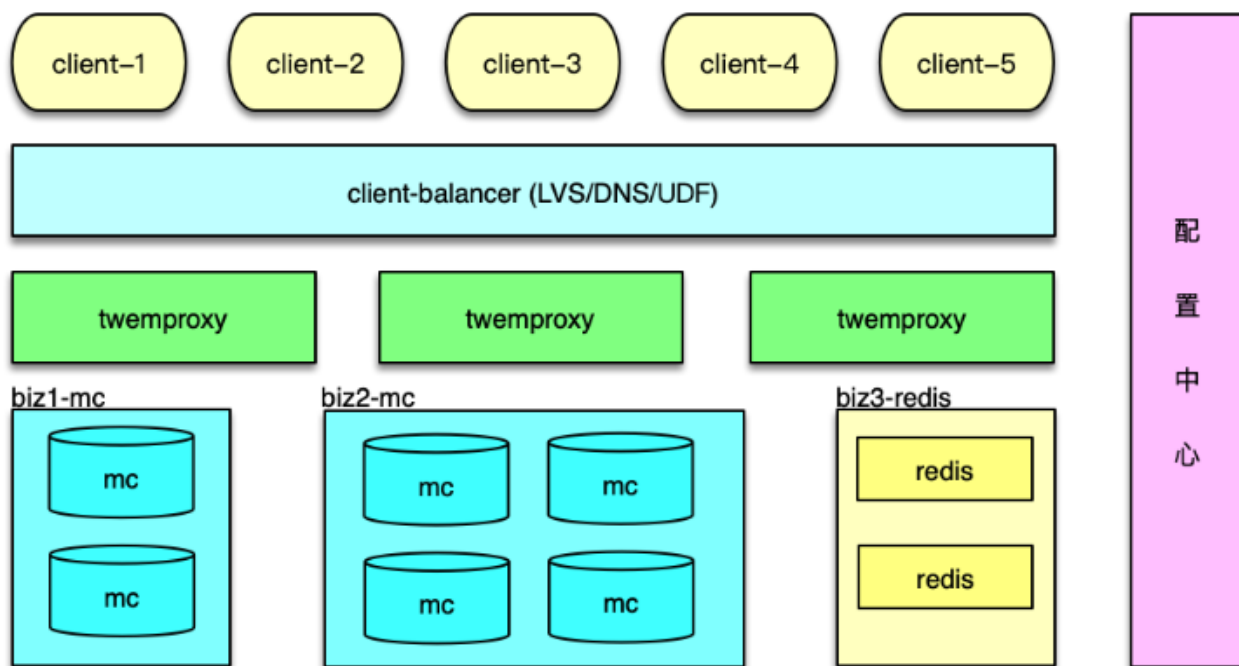 client–1
client–2
client–3
client–4
client–5
client-balancer (LVS/DNS/UDF)
twemproxy
twemproxy
twemproxy
biz1-mc
biz2-mc
biz3-redis
mc
mc
mc
redis
mc
mc
mc
redis
配
置
中
心